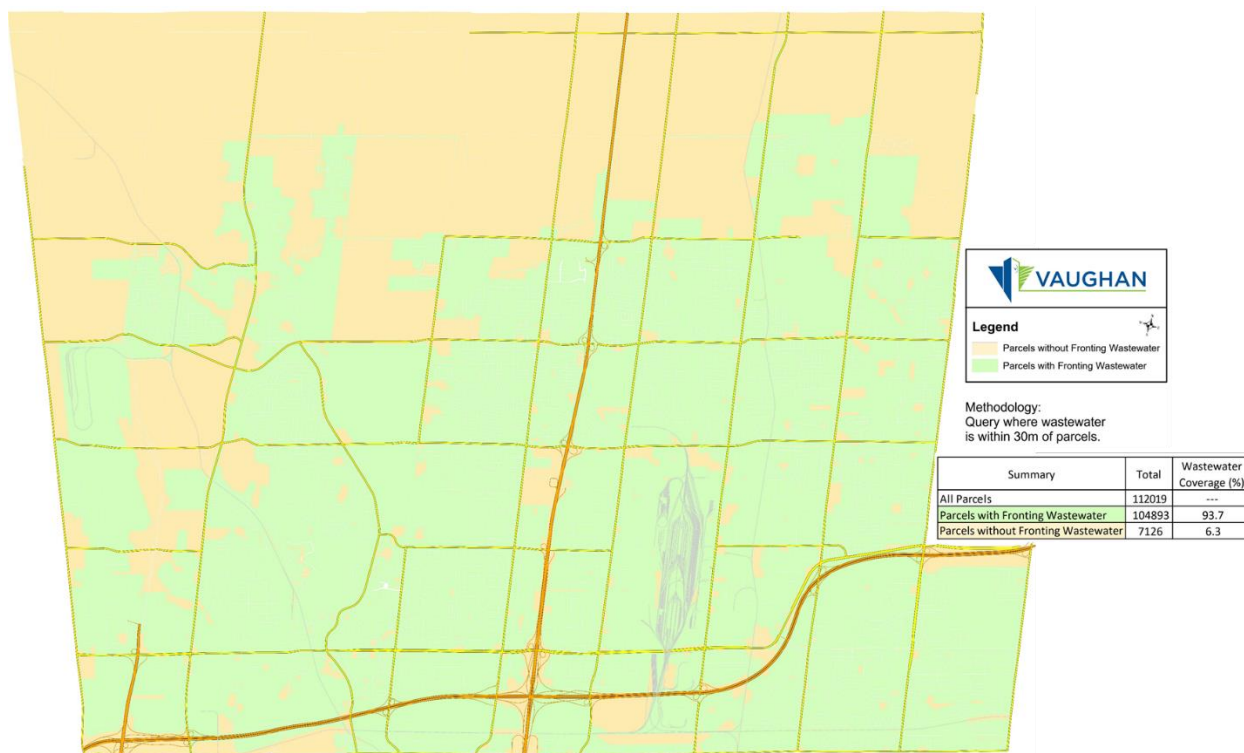 VAUGHAN
Legend
Parcels without Fronting Wastewater
Parcels with Fronting Wastewater
Methodology:
Query where wastewater
is within 30m of parcels.
Summary Total Wastewater Coverage (%)
All Parcels 112019 ---
Parcels with Fronting Wastewater 104893 93.7
Parcels without Fronting Wastewater 7126 6.3